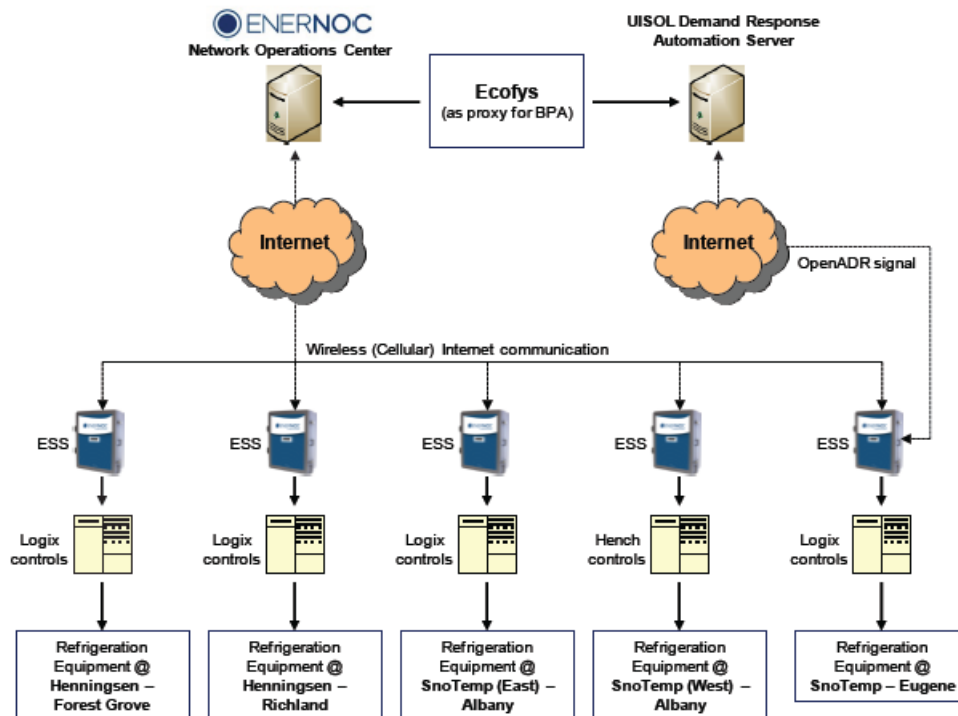 ENERNOC
Network Operations Center
UISOL Demand Response
Automation Server
Ecofys
(as proxy for BPA)
Internet
Internet
OpenADR signal
Wireless (Cellular) Internet communication
ESS
ESS
ESS
ESS
ESS
Logix
controls
Logix
controls
Logix
controls
Hench
controls
Logix
controls
Refrigeration
Equipment @
Henningsen –
Forest Grove
Refrigeration
Equipment @
Henningsen –
Richland
Refrigeration
Equipment @
SnoTemp (East) –
Albany
Refrigeration
Equipment @
SnoTemp (West) –
Albany
Refrigeration
Equipment @
SnoTemp – Eugene